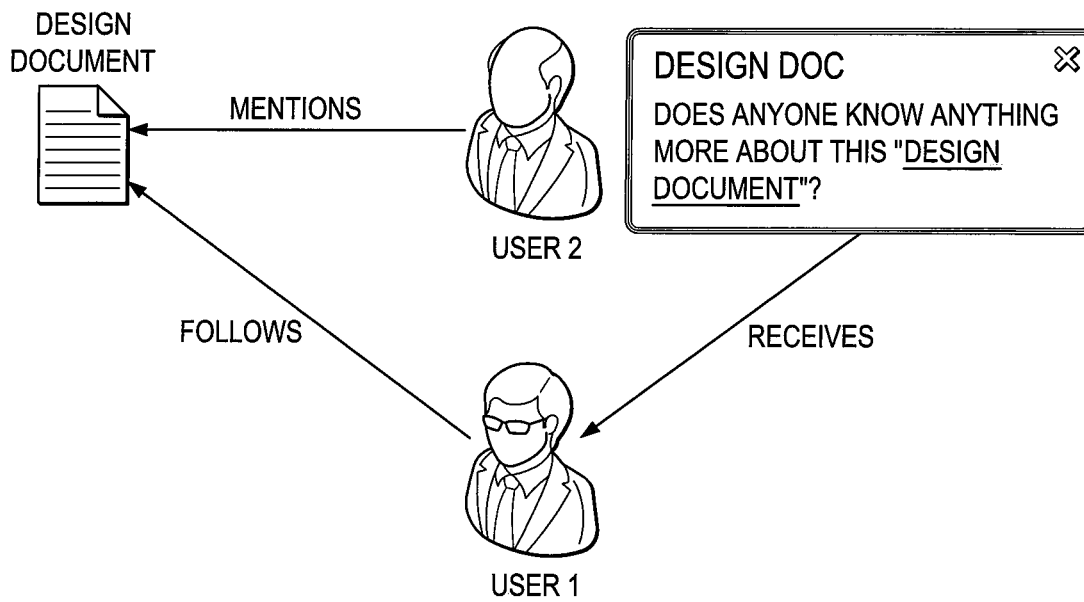 DESIGN
DOCUMENT
MENTIONS
USER 2
DESIGN DOC
DOES ANYONE KNOW ANYTHING
MORE ABOUT THIS "DESIGN
DOCUMENT"?
FOLLOWS
RECEIVES
USER 1